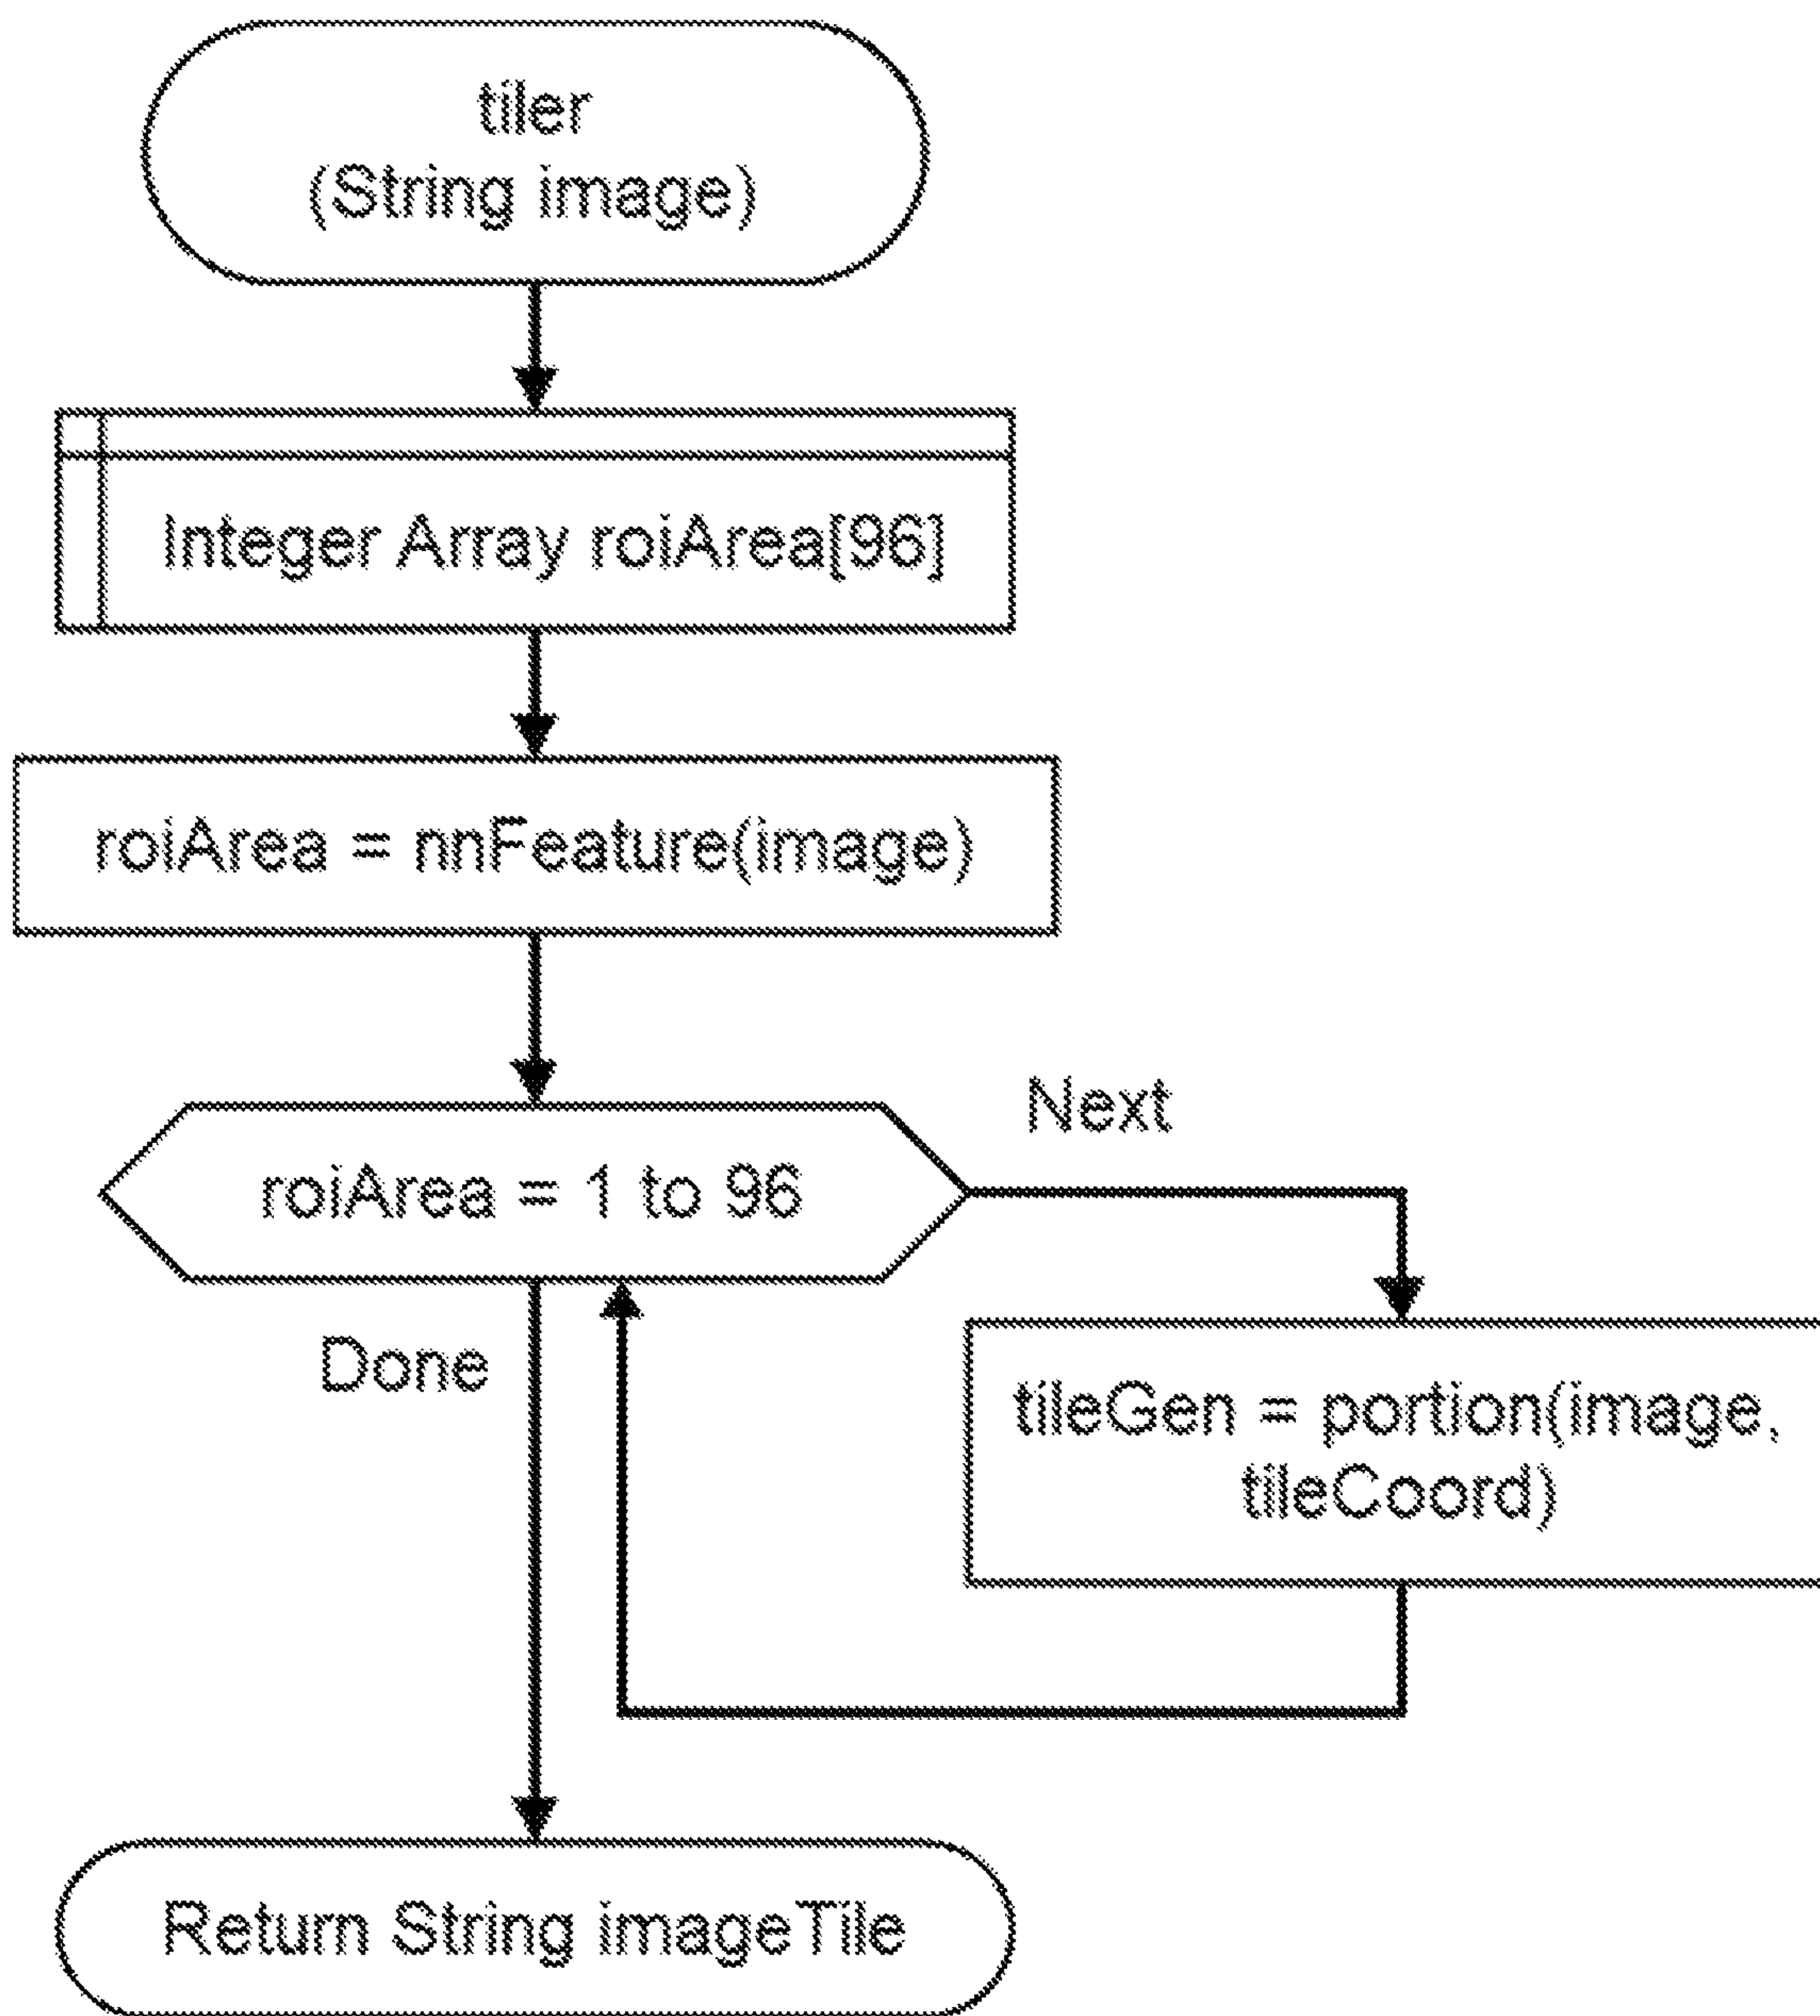 tiler
(String image)
Integer Array roiArea[96]
roiArea = nnFeature(image)
roiArea = 1 to 96
Next
Done
tileGen = portion(image,
tileCoord)
Return String imageTile